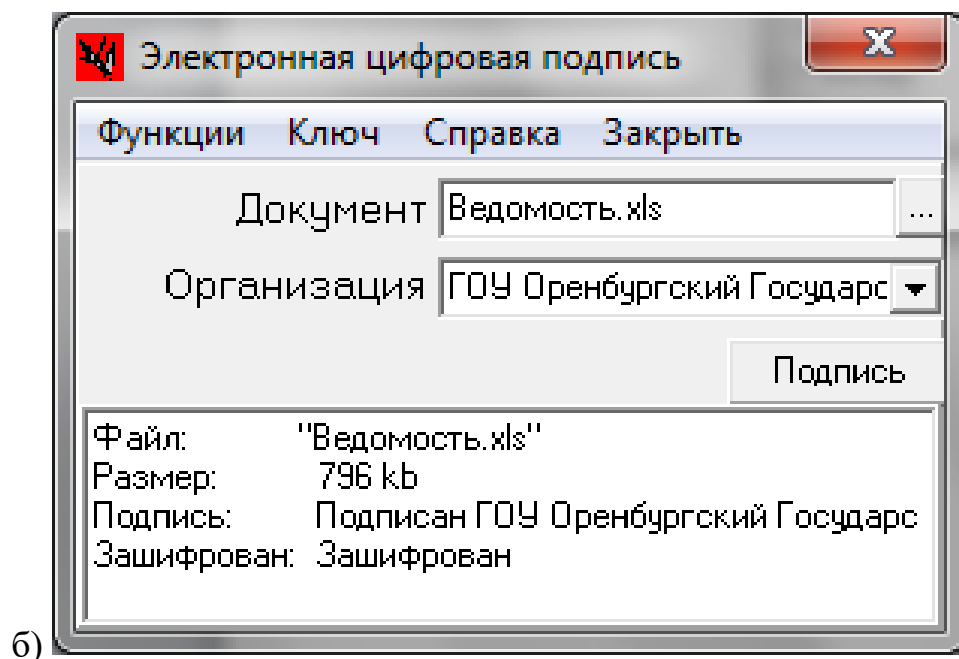 Электронная цифровая подпись
Функции Ключ Справка Закрыть
Документ Ведомость.xls ...
Организация ГОУ Оренбургский Государс
Подпись
Файл: "Ведомость.xls"
Размер: 796 kb
Подпись: Подписан ГОУ Оренбургский Государс
Зашифрован: Зашифрован
б)